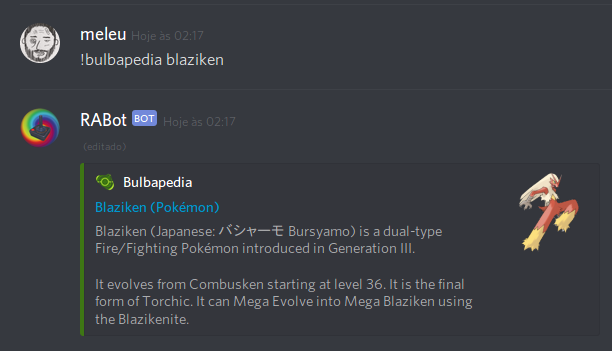 meleu Hoje às 02:17
!bulbapedia blaziken
RABot BOT Hoje às 02:17
(editado)
Bulbapedia
Blaziken (Pokémon)
Blaziken (Japanese: バシャーモ Bursyamo) is a dual-type
Fire/Fighting Pokémon introduced in Generation III.
It evolves from Combusken starting at level 36. It is the final
form of Torchic. It can Mega Evolve into Mega Blaziken using
the Blazikenite.